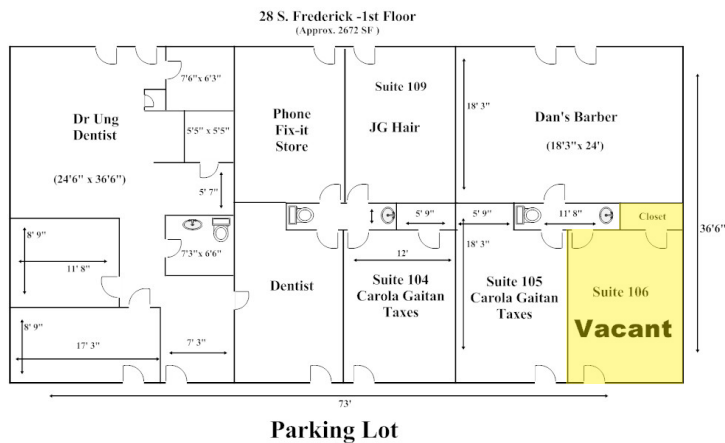 28 S. Frederick -1st Floor
(Approx. 2672 SF )
7'6"x 6'3"
Dr Ung
Dentist
(24'6" x 36'6")
5'5" x 5'5"
5' 7"
Phone
Fix-it
Store
Suite 109
JG Hair
18' 3"
Dan's Barber
(18'3"x 24')
5' 9"
5' 9"
11' 8"
Closet
36'6"
8' 9"
11' 8"
7'3"x 6'6"
Dentist
12'
Suite 104
Carola Gaitan
Taxes
18' 3"
Suite 105
Carola Gaitan
Taxes
Suite 106
Vacant
8' 9"
17' 3"
7' 3"
73'
Parking Lot